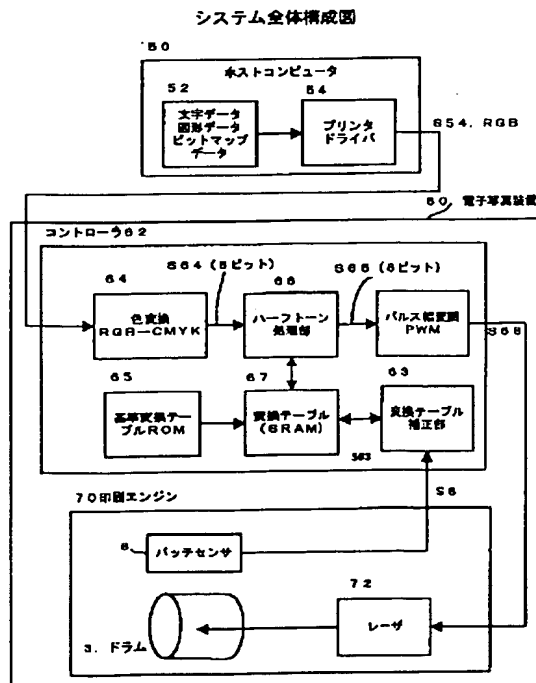 システム全体構成図
50
ホストコンピュータ
52
54
文字データ
図形データ
ビットマップ
データ
プリンタ
ドライバ
S54, RGB
60 電子写真装置
コントローラ62
S64 (8ビット)
S66 (8ビット)
64
66
色変換
RGB-CMYK
ハーフトーン
処理部
パルス幅変調
PWM
S68
65
67
63
基準変換テー
ブルROM
変換テーブル
(SRAM)
変換テーブル
補正部
S63
70印刷エンジン
S6
6
パッチセンサ
72
レーザ
3. ドラム